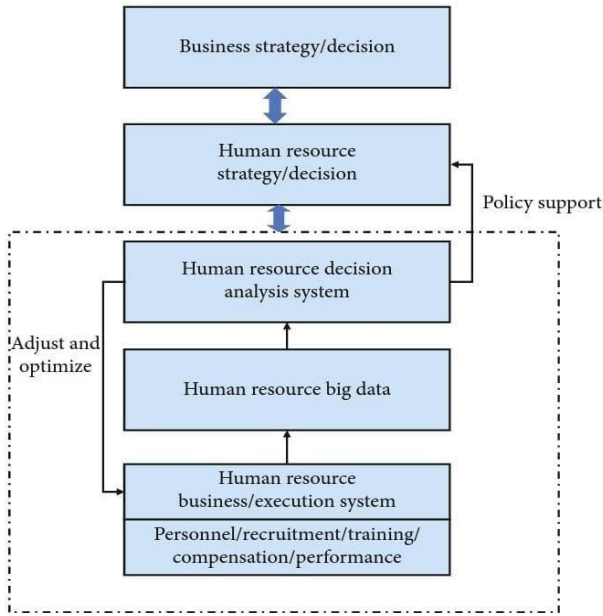 Business strategy/decision
Human resource
strategy/decision
Policy support
Human resource decision
analysis system
Adjust and
optimize
Human resource big data
Human resource
business/execution system
Personnel/recruitment/training/
compensation/performance